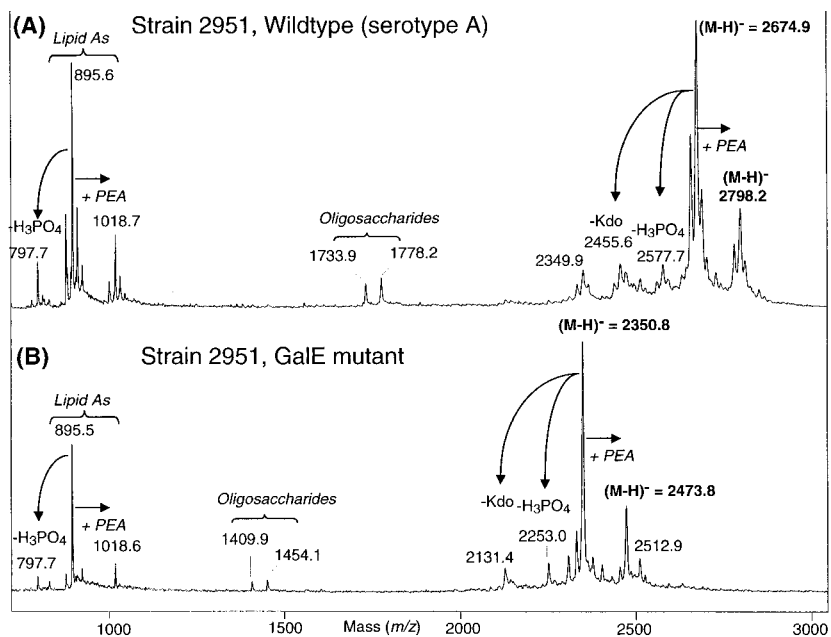 (A) Strain 2951, Wildtype (serotype A)
(M-H)⁻ = 2674.9
Lipid As
895.6
+ PEA
-H₃PO₄
797.7
1018.7
Oligosaccharides
1733.9
1778.2
2349.9
-Kdo
2455.6
-H₃PO₄
2577.7
+ PEA
(M-H)⁻
2798.2
(B) Strain 2951, GalE mutant
(M-H)⁻ = 2350.8
Lipid As
895.5
+ PEA
-H₃PO₄
797.7
1018.6
Oligosaccharides
1409.9
1454.1
-Kdo
-H₃PO₄
2131.4
2253.0
+ PEA
(M-H)⁻ = 2473.8
2512.9
1000 1500 2000 2500 3000
Mass (m/z)